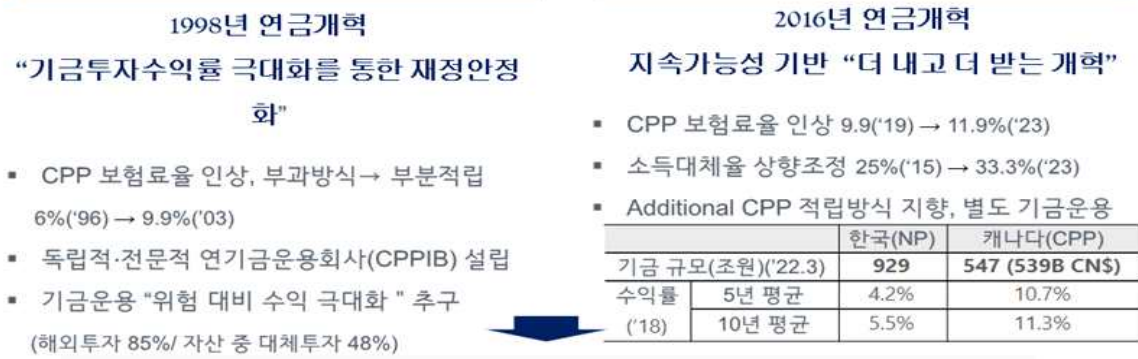 1998년 연금개혁
“기금투자수익률 극대화를 통한 재정안정
화”
▪ CPP 보험료율 인상, 부과방식→ 부분적립
6%(‘96) → 9.9%(’03)
▪ 독립적·전문적 연기금운용회사(CPPIB) 설립
▪ 기금운용 “위험 대비 수익 극대화 ” 추구
(해외투자 85%/ 자산 중 대체투자 48%)
2016년 연금개혁
지속가능성 기반 “더 내고 더 받는 개혁”
▪ CPP 보험료율 인상 9.9(‘19) → 11.9%(‘23)
▪ 소득대체율 상향조정 25%(‘15) → 33.3%(‘23)
▪ Additional CPP 적립방식 지향, 별도 기금운용
한국(NP) 캐나다(CPP)
기금 규모(조원)('22.3) 929 547 (539B CN$)
수익률 5년 평균 4.2% 10.7%
('18) 10년 평균 5.5% 11.3%